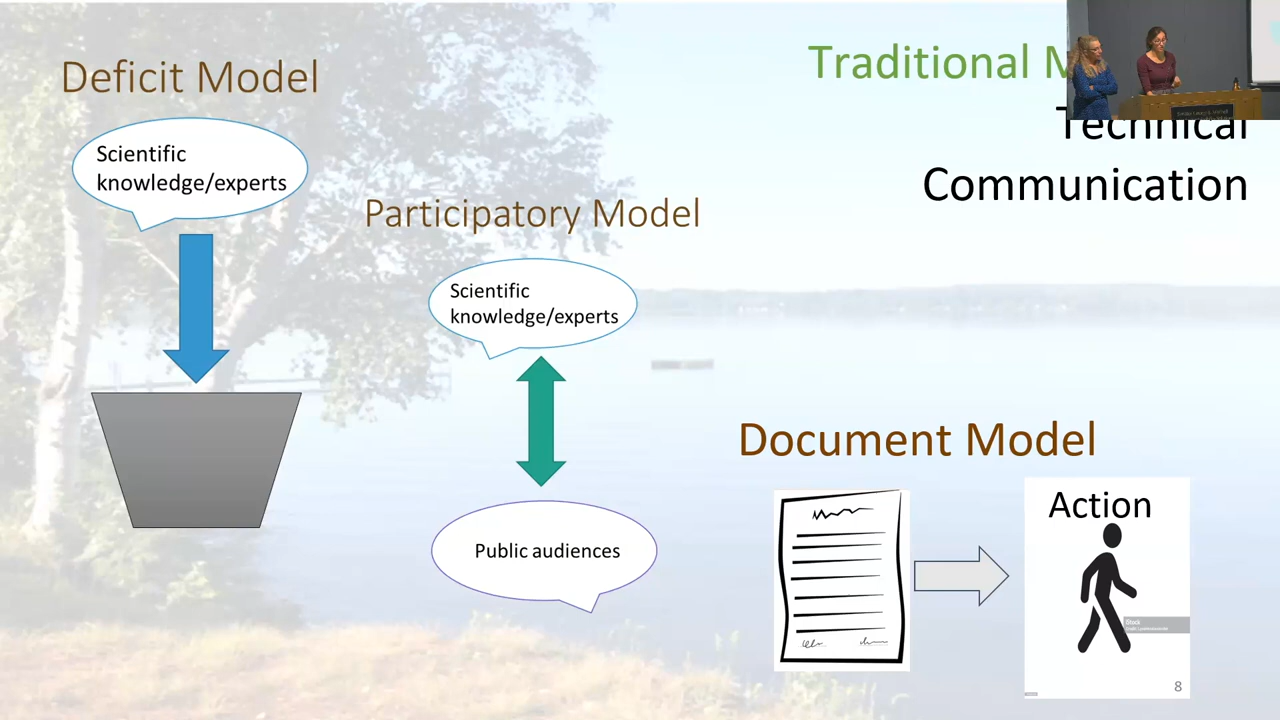 Deficit Model
Scientific
knowledge/experts
Participatory Model
Scientific
knowledge/experts
Public audiences
Traditional
Technical
Communication
Document Model
Action
Stock
8